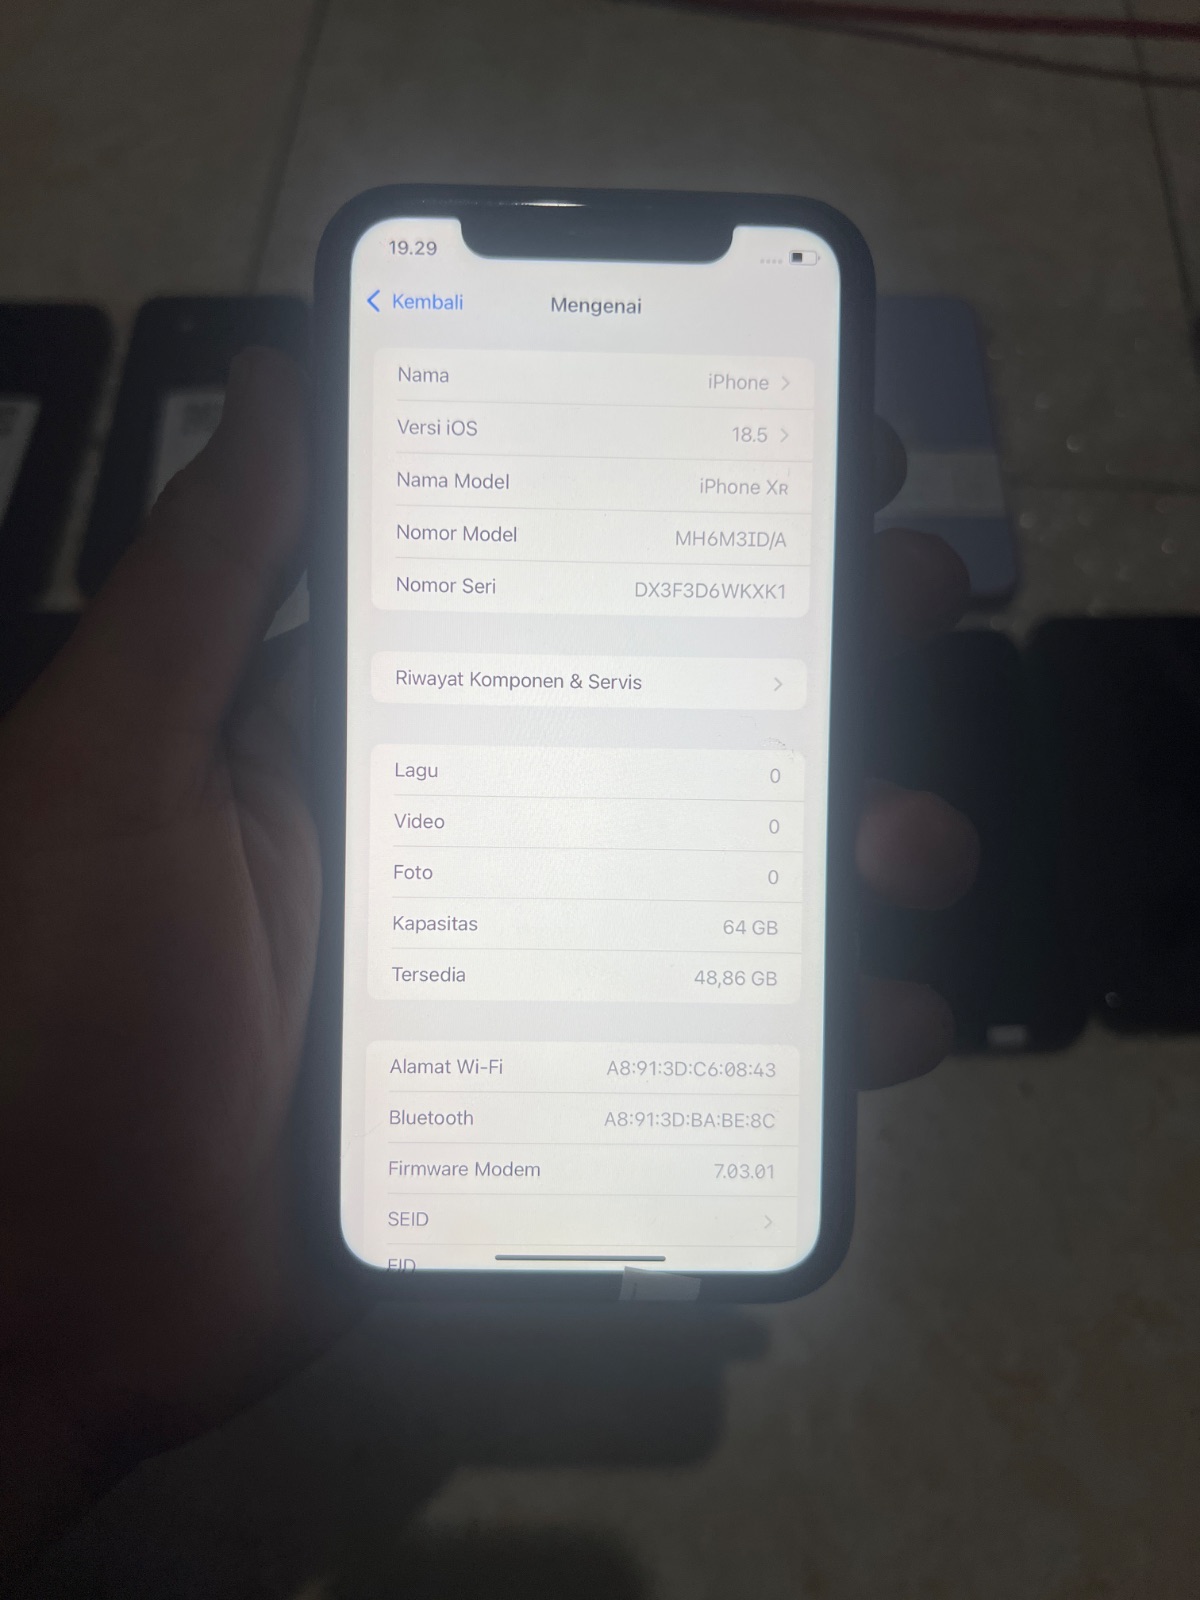 19.29
Kembali
Mengenai
Nama
iPhone
Versi iOS
18.5
Nama Model
iPhone XR
Nomor Model
MH6M3ID/A
Nomor Seri
DX3F3D6WKXK1
Riwayat Komponen & Servis
Lagu
0
Video
0
Foto
0
Kapasitas
64 GB
Tersedia
48,86 GB
Alamat Wi-Fi
A8:91:3D:C6:08:43
Bluetooth
A8:91:3D:BA:BE:8C
Firmware Modem
7.03.01
SEID
EID